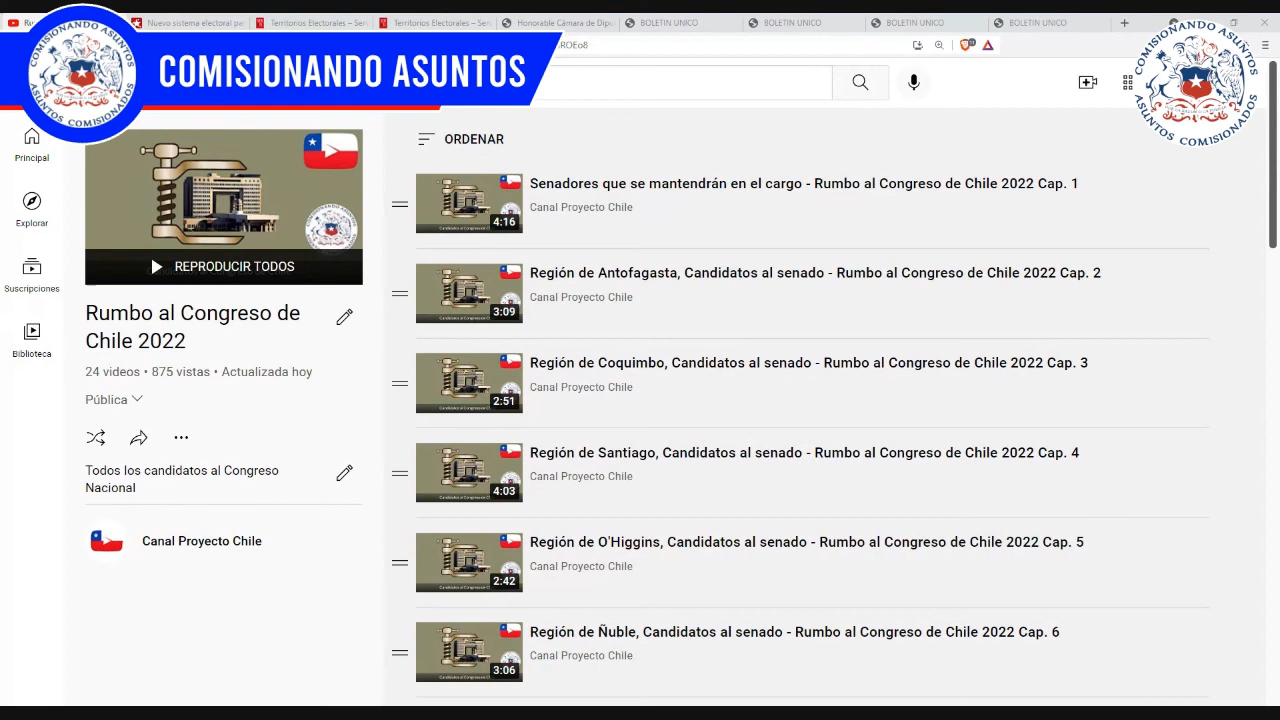 Nuevo sistema electoral pa
Territorios Electorales – Serv
Territorios Electorales – Serv
Honorable Cámara de Dipu
BOLETIN UNICO
BOLETIN UNICO
BOLETIN UNICO
BOLETIN UNICO
COMISIONANDO ASUNTOS
COMISIONANDO ASUNTOS
ASUNTOS COMISIONADOS
COMISIONANDO ASUNTOS
ASUNTOS COMISIONADOS
Principal
Explorar
Suscripciones
Biblioteca
REPRODUCIR TODOS
Rumbo al Congreso de
Chile 2022
24 videos • 875 vistas • Actualizada hoy
Pública
Todos los candidatos al Congreso
Nacional
Canal Proyecto Chile
ORDENAR
Senadores que se mantendrán en el cargo - Rumbo al Congreso de Chile 2022 Cap. 1
Canal Proyecto Chile
4:16
Región de Antofagasta, Candidatos al senado - Rumbo al Congreso de Chile 2022 Cap. 2
Canal Proyecto Chile
3:09
Región de Coquimbo, Candidatos al senado - Rumbo al Congreso de Chile 2022 Cap. 3
Canal Proyecto Chile
2:51
Región de Santiago, Candidatos al senado - Rumbo al Congreso de Chile 2022 Cap. 4
Canal Proyecto Chile
4:03
Región de O'Higgins, Candidatos al senado - Rumbo al Congreso de Chile 2022 Cap. 5
Canal Proyecto Chile
2:42
Región de Ñuble, Candidatos al senado - Rumbo al Congreso de Chile 2022 Cap. 6
Canal Proyecto Chile
3:06